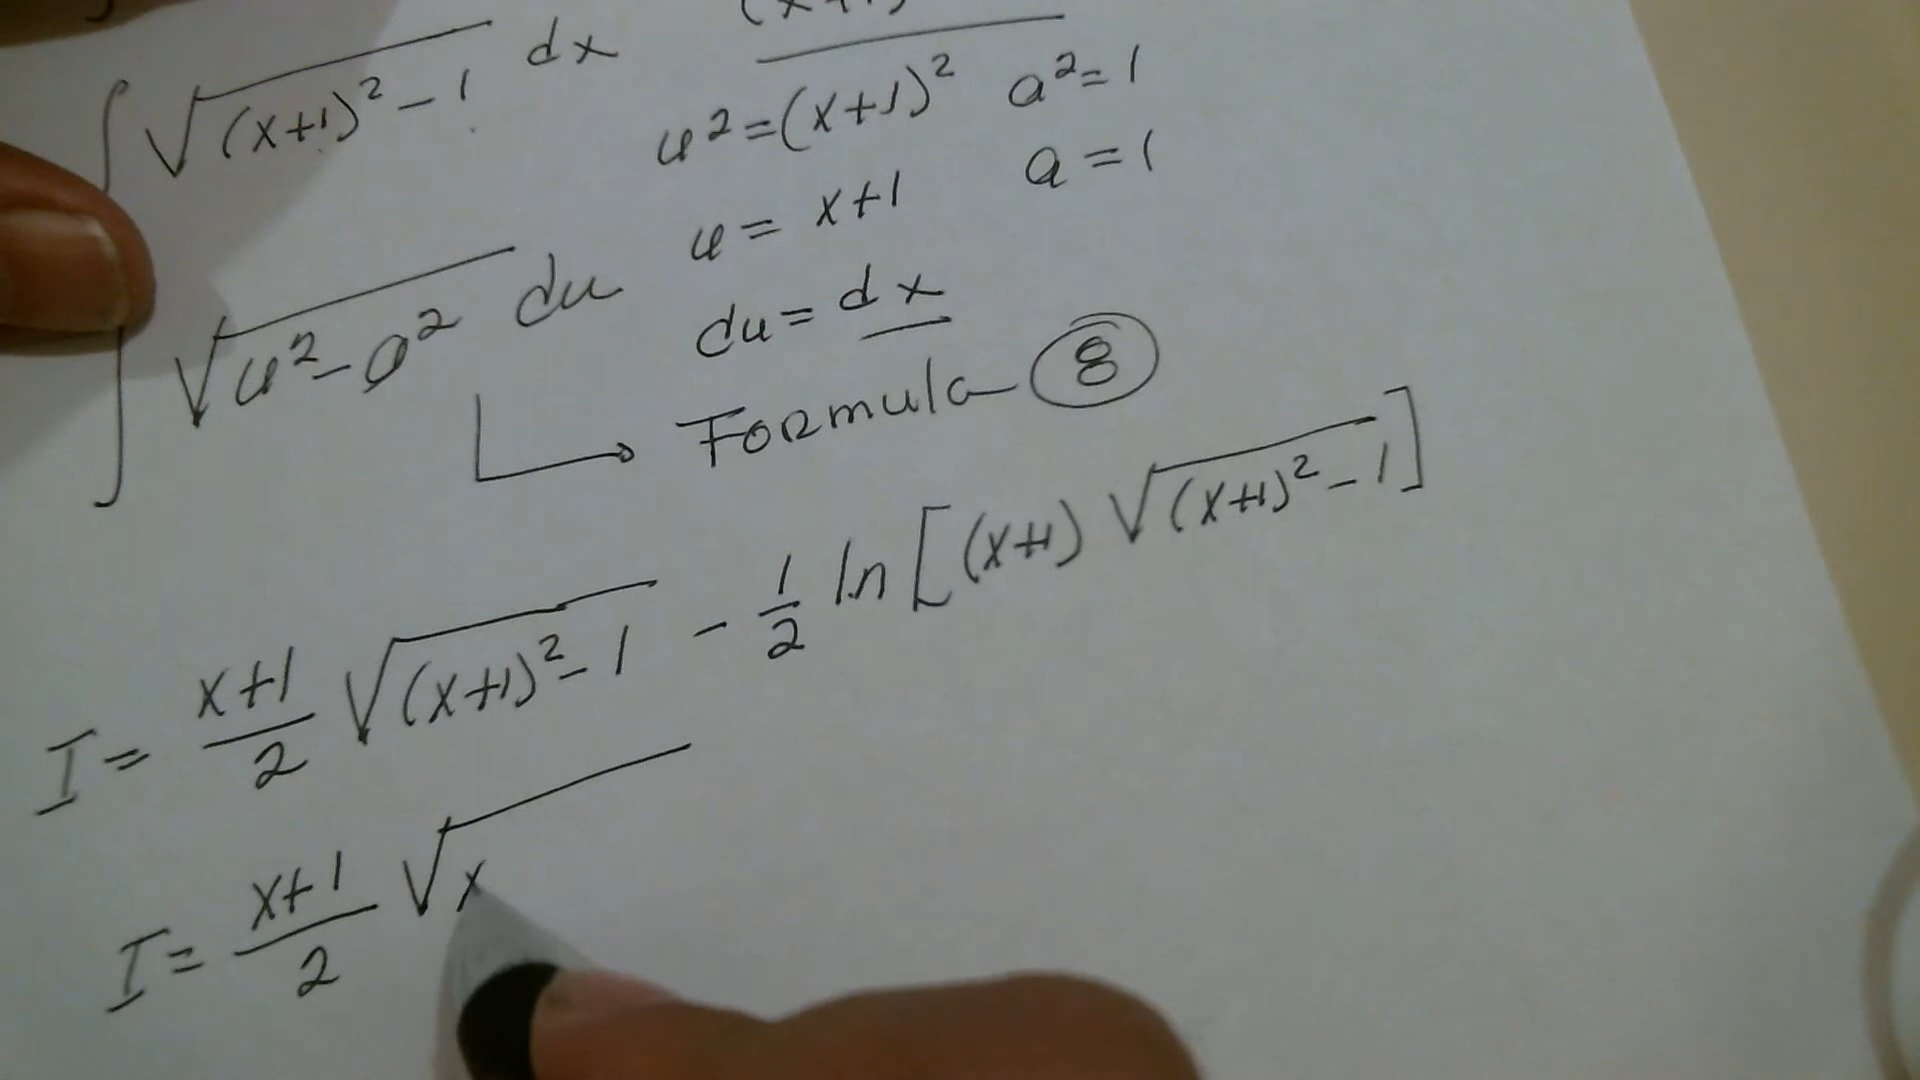 ∫ √((x+1)² - 1) dx
u² = (x+1)² a² = 1
u = x+1 a = 1
du = dx
∫ √(u² - a²) du
Formula 8
I = (x+1)/2 √((x+1)² - 1) - 1/2 ln [(x+1) √((x+1)² - 1)]
I = (x+1)/2 √x